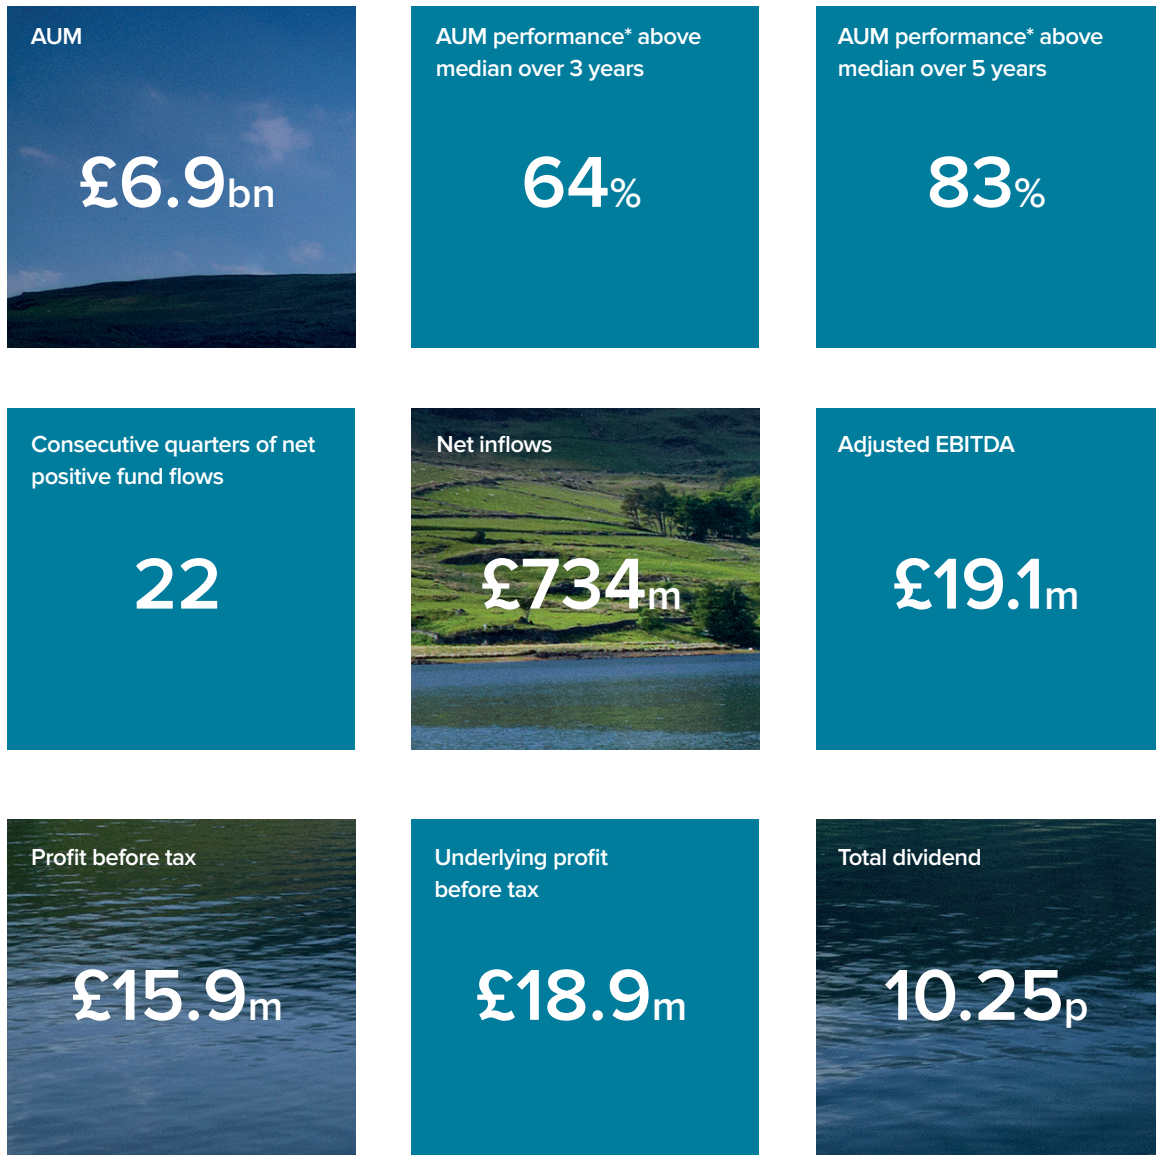 AUM
£6.9bn
AUM performance* above
median over 3 years
64%
AUM performance* above
median over 5 years
83%
Consecutive quarters of net
positive fund flows
22
Net inflows
£734m
Adjusted EBITDA
£19.1m
Profit before tax
£15.9m
Underlying profit
before tax
£18.9m
Total dividend
10.25p